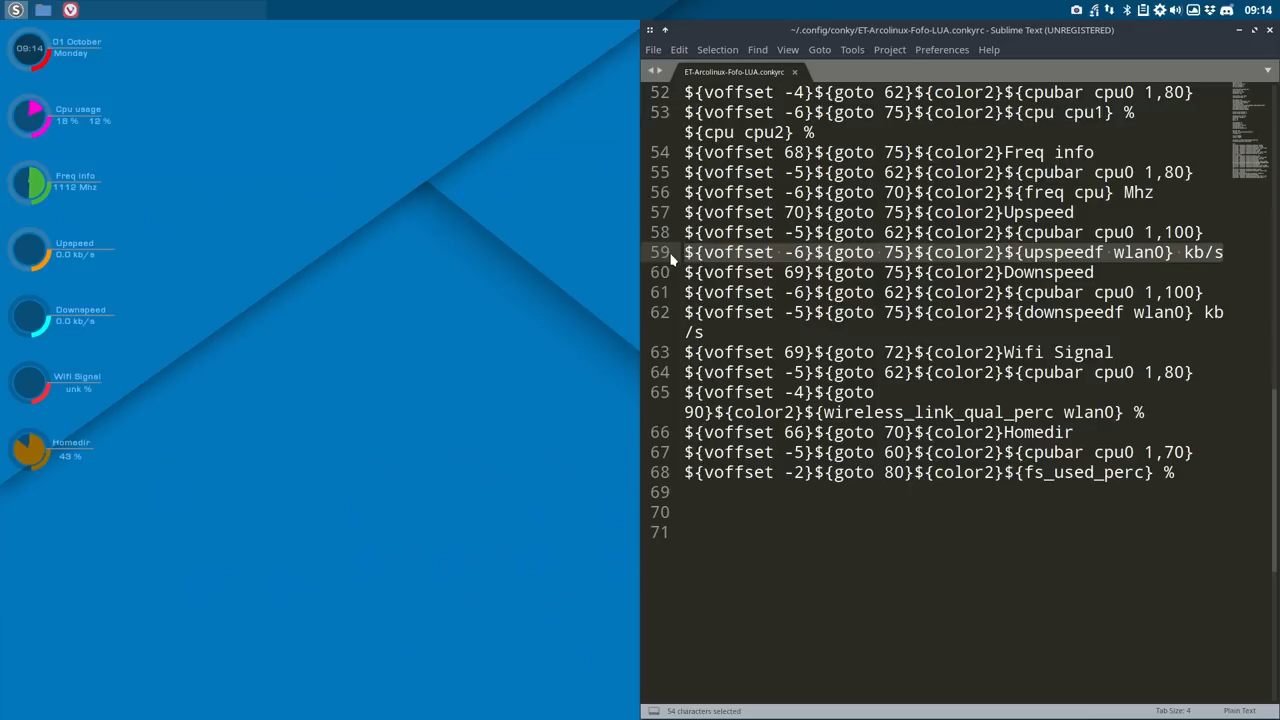 09:14
~/.config/conky/ET-Arcolinux-Fofo-LUA.conkyrc - Sublime Text (UNREGISTERED)
File Edit Selection Find View Goto Tools Project Preferences Help
ET-Arcolinux-Fofo-LUA.conkyrc
09:14
01 October
Monday
Cpu usage
18 % 12 %
Freq info
1112 Mhz
Upspeed
0.0 kb/s
Downspeed
0.0 kb/s
Wifi Signal
unk %
Homedir
43 %
52 ${voffset -4}${goto 62}${color2}${cpubar cpu0 1,80}
53 ${voffset -6}${goto 75}${color2}${cpu cpu1} %
${cpu cpu2} %
54 ${voffset 68}${goto 75}${color2}Freq info
55 ${voffset -5}${goto 62}${color2}${cpubar cpu0 1,80}
56 ${voffset -6}${goto 70}${color2}${freq cpu} Mhz
57 ${voffset 70}${goto 75}${color2}Upspeed
58 ${voffset -5}${goto 62}${color2}${cpubar cpu0 1,100}
59 ${voffset -6}${goto 75}${color2}${upspeedf wlan0} kb/s
60 ${voffset 69}${goto 75}${color2}Downspeed
61 ${voffset -6}${goto 62}${color2}${cpubar cpu0 1,100}
62 ${voffset -5}${goto 75}${color2}${downspeedf wlan0} kb
/s
63 ${voffset 69}${goto 72}${color2}Wifi Signal
64 ${voffset -5}${goto 62}${color2}${cpubar cpu0 1,80}
65 ${voffset -4}${goto
90}${color2}${wireless_link_qual_perc wlan0} %
66 ${voffset 66}${goto 70}${color2}Homedir
67 ${voffset -5}${goto 60}${color2}${cpubar cpu0 1,70}
68 ${voffset -2}${goto 80}${color2}${fs_used_perc} %
69
70
71
54 characters selected
Tab Size: 4
Plain Text